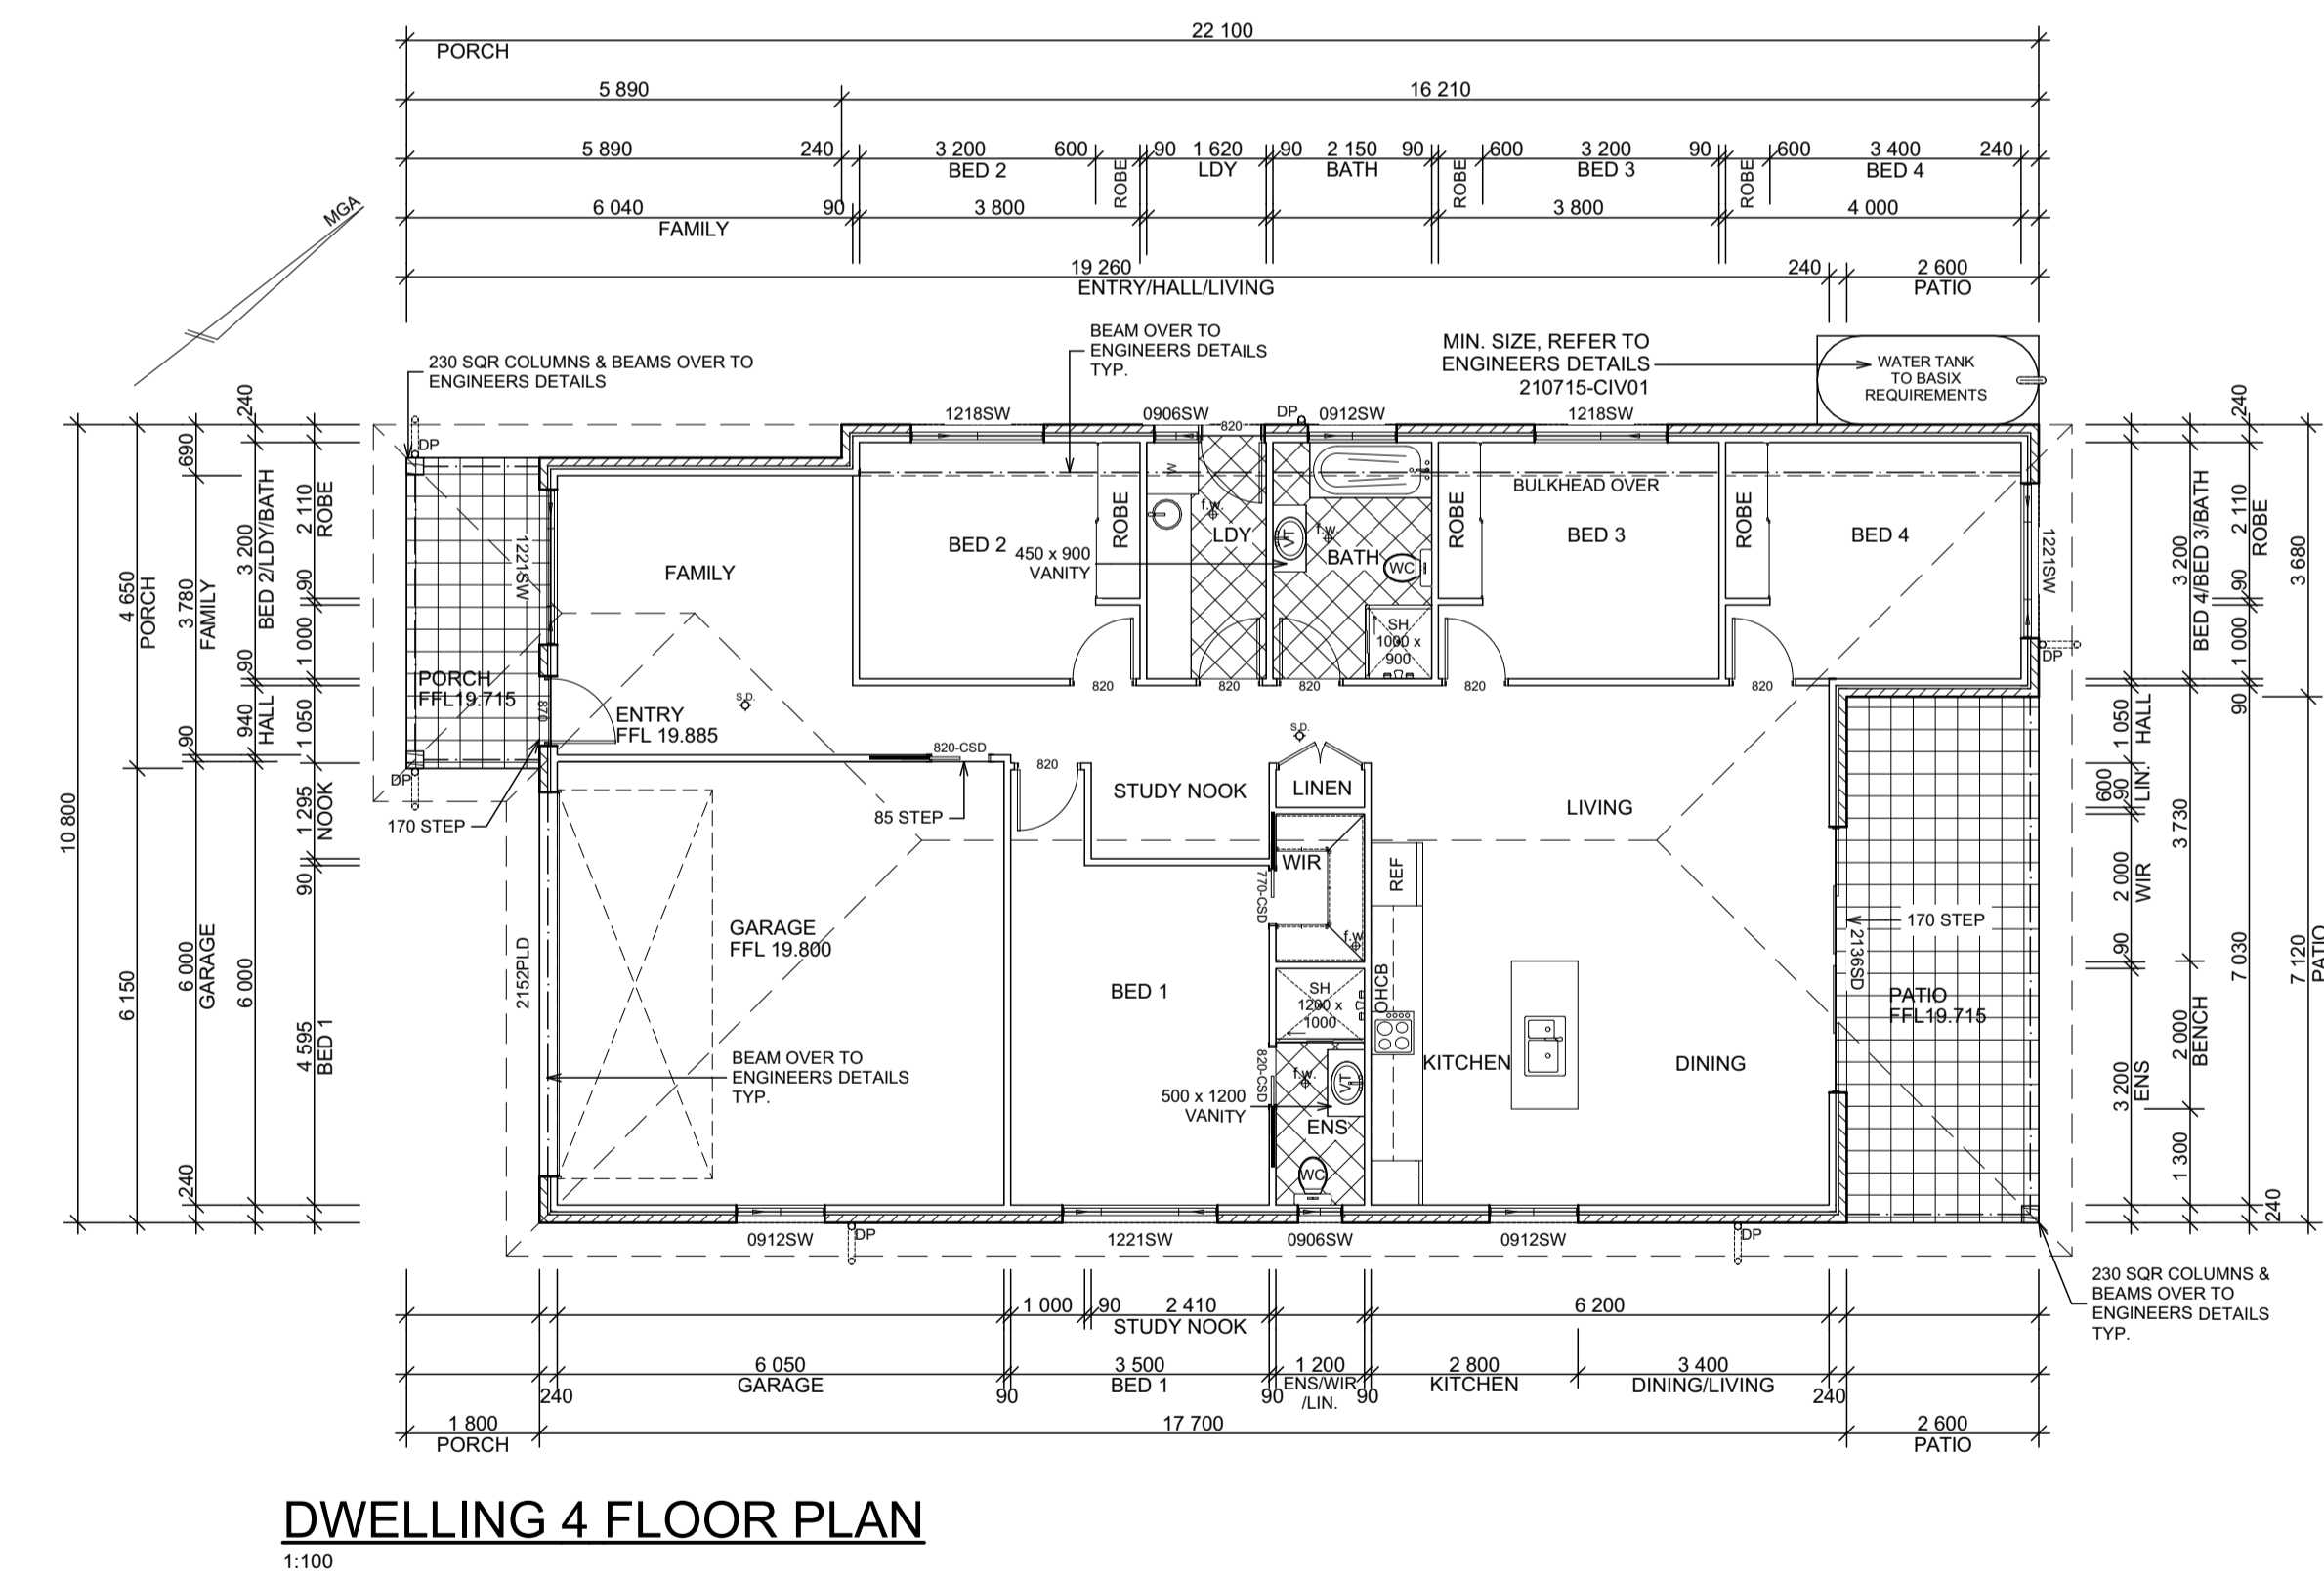 22 100
PORCH
5 890
16 210
5 890
240
3 200
600
90
1 620
90
2 150
90
600
3 200
90
600
3 400
240
BED 2
ROBE
LDY
BATH
ROBE
BED 3
ROBE
BED 4
6 040
90
3 800
3 800
4 000
FAMILY
19 260
240
2 600
ENTRY/HALL/LIVING
PATIO
MGA
230 SQR COLUMNS & BEAMS OVER TO
ENGINEERS DETAILS
BEAM OVER TO
ENGINEERS DETAILS
TYP.
MIN. SIZE, REFER TO
ENGINEERS DETAILS
210715-CIV01
WATER TANK
TO BASIX
REQUIREMENTS
1218SW
0906SW
820
DP
0912SW
1218SW
DP
10 800
4 650
PORCH
6 150
690
3 780
FAMILY
90
6 000
GARAGE
240
240
3 200
BED 2/LDY/BATH
90
940
HALL
6 000
2 110
ROBE
90
1 000
1 050
1 295
NOOK
90
4 595
BED 1
1221SW
FAMILY
BED 2
ROBE
W
f.w.
LDY
450 x 900
VANITY
VT
f.w.
BATH
WC
SH
1000 x
900
ROBE
BULKHEAD OVER
BED 3
ROBE
BED 4
1221SW
DP
PORCH
FFL19.715
870
ENTRY
FFL 19.885
S.D.
820
820
820
820
820
S.D.
820-CSD
820
DP
170 STEP
85 STEP
STUDY NOOK
LINEN
LIVING
WIR
770-CSD
f.w.
REF
GARAGE
FFL 19.800
2152PLD
BED 1
SH
1200 x
1000
OHCB
KITCHEN
DINING
2136SD
170 STEP
PATIO
FFL19.715
BEAM OVER TO
ENGINEERS DETAILS
TYP.
820-CSD
f.w.
VT
500 x 1200
VANITY
ENS
WC
0912SW
DP
1221SW
0906SW
0912SW
DP
1 050
HALL
600
LIN.
90
2 000
WIR
90
3 200
ENS
3 200
BED 4/BED 3/BATH
3 730
2 000
BENCH
1 300
240
2 110
ROBE
90
1 000
90
7 030
240
3 680
7 120
PATIO
230 SQR COLUMNS &
BEAMS OVER TO
ENGINEERS DETAILS
TYP.
1 000
90
2 410
6 200
STUDY NOOK
6 050
3 500
1 200
2 800
3 400
240
GARAGE
90
BED 1
90
ENS/WIR
/LIN.
90
KITCHEN
DINING/LIVING
240
1 800
17 700
2 600
PORCH
PATIO
DWELLING 4 FLOOR PLAN
1:100